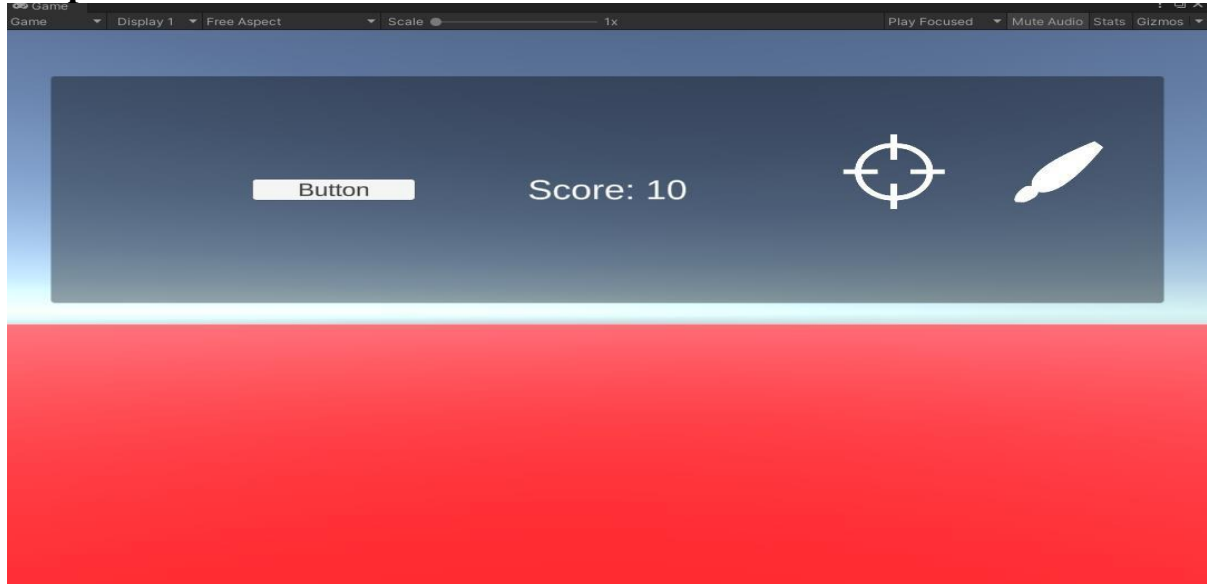 Game
Game Display 1 Free Aspect Scale 1x Play Focused Mute Audio Stats Gizmos
Button Score: 10